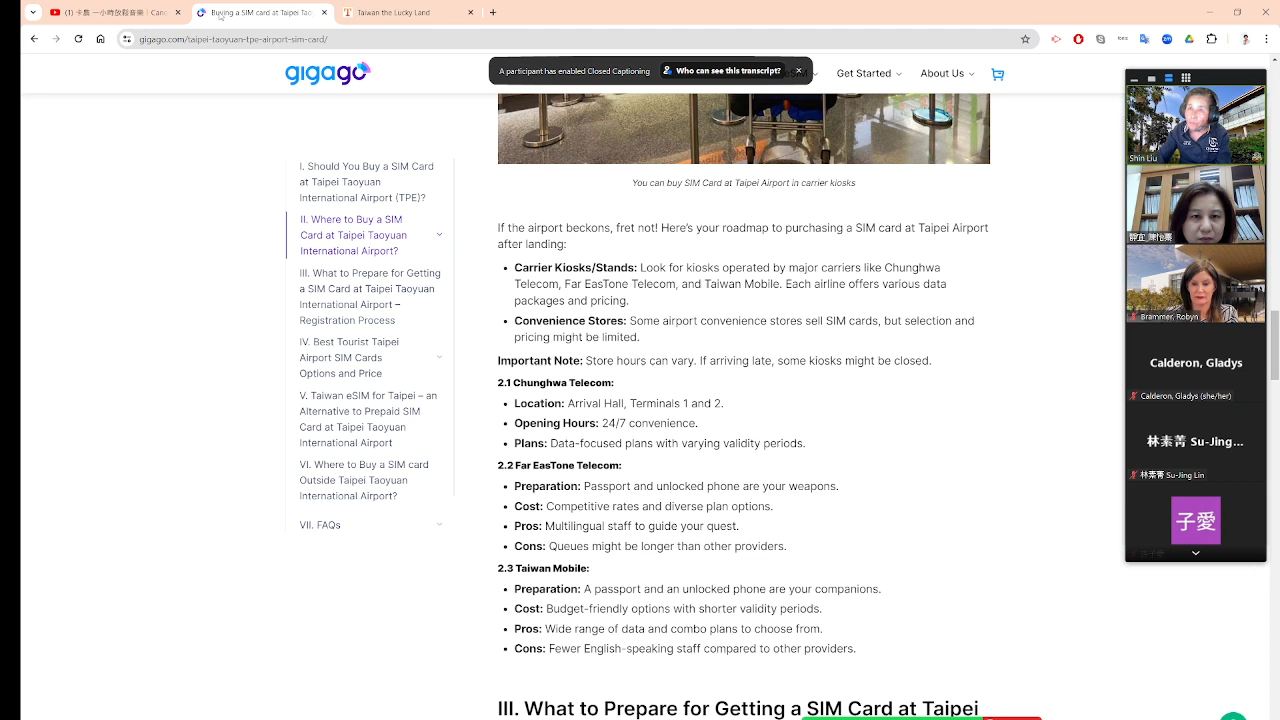 (1) 卡農 一小時放鬆音樂 | Cano
Buying a SIM card at Taipei Tao
Taiwan the Lucky Land
gigago.com/taipei-taoyuan-tpe-airport-sim-card/
gigago
A participant has enabled Closed Captioning
Who can see this transcript?
Get Started
About Us
You can buy SIM Card at Taipei Airport in carrier kiosks
I. Should You Buy a SIM Card
at Taipei Taoyuan
International Airport (TPE)?
II. Where to Buy a SIM
Card at Taipei Taoyuan
International Airport?
III. What to Prepare for Getting
a SIM Card at Taipei Taoyuan
International Airport –
Registration Process
IV. Best Tourist Taipei
Airport SIM Cards
Options and Price
V. Taiwan eSIM for Taipei – an
Alternative to Prepaid SIM
Card at Taipei Taoyuan
International Airport
VI. Where to Buy a SIM card
Outside Taipei Taoyuan
International Airport?
VII. FAQs
If the airport beckons, fret not! Here's your roadmap to purchasing a SIM card at Taipei Airport
after landing:
• Carrier Kiosks/Stands: Look for kiosks operated by major carriers like Chunghwa
Telecom, Far EasTone Telecom, and Taiwan Mobile. Each airline offers various data
packages and pricing.
• Convenience Stores: Some airport convenience stores sell SIM cards, but selection and
pricing might be limited.
Important Note: Store hours can vary. If arriving late, some kiosks might be closed.
2.1 Chunghwa Telecom:
• Location: Arrival Hall, Terminals 1 and 2.
• Opening Hours: 24/7 convenience.
• Plans: Data-focused plans with varying validity periods.
2.2 Far EasTone Telecom:
• Preparation: Passport and unlocked phone are your weapons.
• Cost: Competitive rates and diverse plan options.
• Pros: Multilingual staff to guide your quest.
• Cons: Queues might be longer than other providers.
2.3 Taiwan Mobile:
• Preparation: A passport and an unlocked phone are your companions.
• Cost: Budget-friendly options with shorter validity periods.
• Pros: Wide range of data and combo plans to choose from.
• Cons: Fewer English-speaking staff compared to other providers.
III. What to Prepare for Getting a SIM Card at Taipei
Shin Liu
Brammer, Robyn
Calderon, Gladys
Calderon, Gladys (she/her)
林素菁 Su-Jing...
林素菁 Su-Jing Lin
子愛